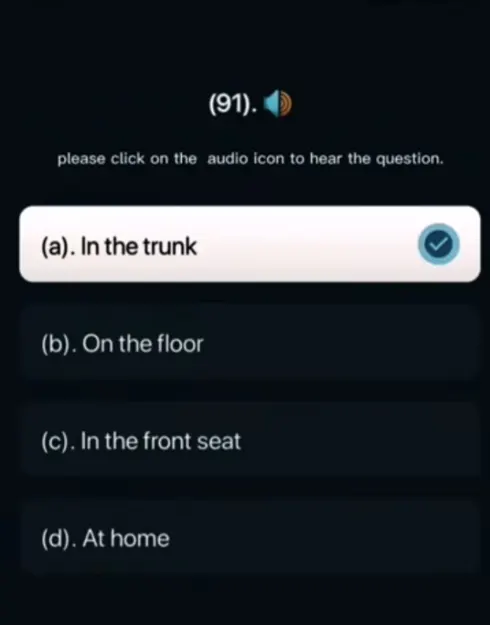 (91).
please click on the audio icon to hear the question.
(a). In the trunk
(b). On the floor
(c). In the front seat
(d). At home